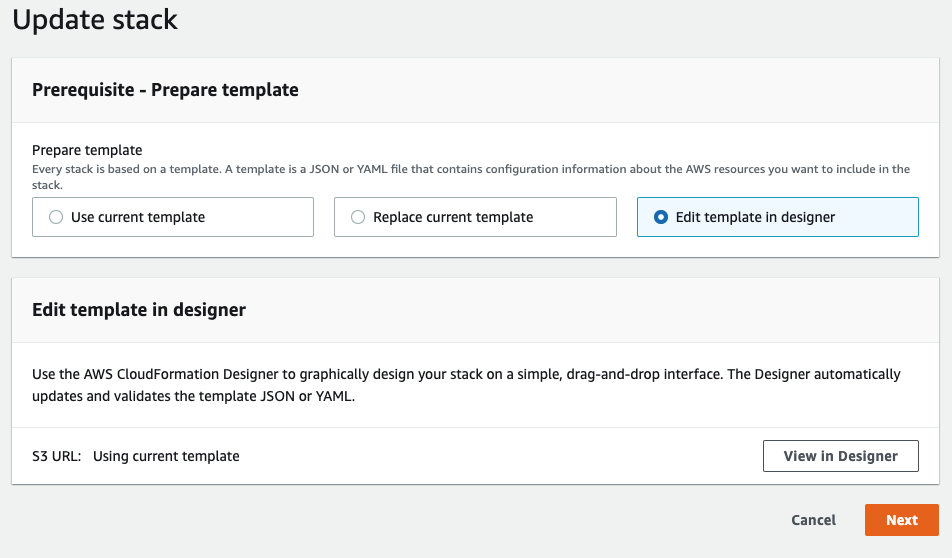 Update stack
Prerequisite - Prepare template
Prepare template
Every stack is based on a template. A template is a JSON or YAML file that contains configuration information about the AWS resources you want to include in the
stack.
Use current template
Replace current template
Edit template in designer
Edit template in designer
Use the AWS CloudFormation Designer to graphically design your stack on a simple, drag-and-drop interface. The Designer automatically
updates and validates the template JSON or YAML.
S3 URL: Using current template
View in Designer
Cancel
Next